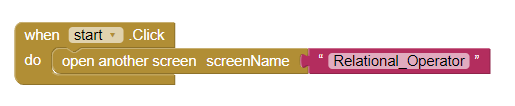 when start .Click
do open another screen screenName " Relational_Operator "